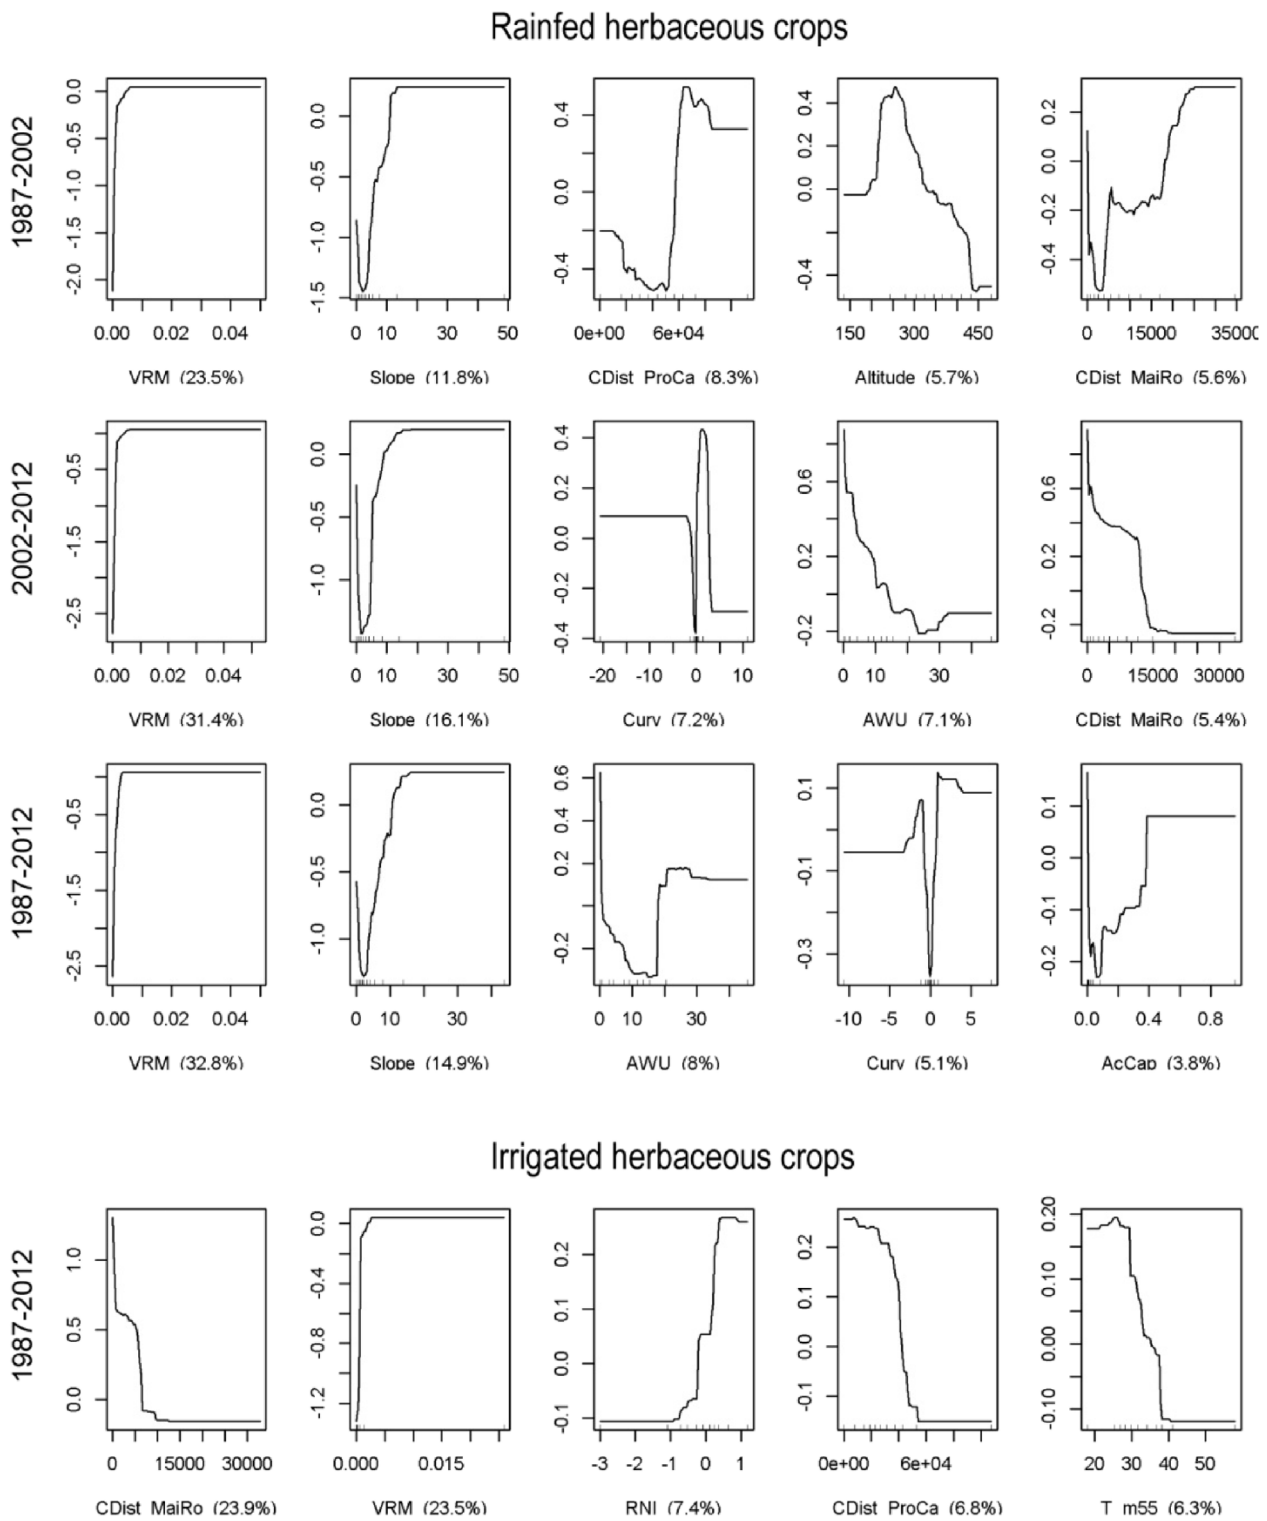 Rainfed herbaceous crops
1987-2002
0.0 -0.5 -1.0 -1.5 -2.0
0.00 0.02 0.04
VRM (23.5%)
0.0 -0.5 -1.0 -1.5
0 10 30 50
Slope (11.8%)
0.4 0.0 -0.4
0e+00 6e+04
CDist ProCa (8.3%)
0.4 0.2 0.0 -0.4
150 300 450
Altitude (5.7%)
0.2 0.0 -0.2 -0.4
0 15000 35000
CDist MaiRo (5.6%)
2002-2012
-0.5 -1.5 -2.5
0.00 0.02 0.04
VRM (31.4%)
0.0 -0.5 -1.0
0 10 30 50
Slope (16.1%)
0.4 0.2 0.0 -0.2 -0.4
-20 -10 0 10
Curv (7.2%)
0.6 0.2 -0.2
0 10 30
AWU (7.1%)
0.6 0.2 -0.2
0 15000 30000
CDist MaiRo (5.4%)
1987-2012
-0.5 -1.5 -2.5
0.00 0.02 0.04
VRM (32.8%)
0.0 -0.5 -1.0
0 10 30
Slope (14.9%)
0.6 0.4 0.2 -0.2
0 10 30
AWU (8%)
0.1 -0.1 -0.3
-10 -5 0 5
Curv (5.1%)
0.1 0.0 -0.1 -0.2
0.0 0.4 0.8
AcCap (3.8%)
Irrigated herbaceous crops
1987-2012
1.0 0.5 0.0
0 15000 30000
CDist MaiRo (23.9%)
0.0 -0.4 -0.8 -1.2
0.000 0.015
VRM (23.5%)
0.2 0.1 0.0 -0.1
-3 -2 -1 0 1
RNI (7.4%)
0.2 0.1 0.0 -0.1
0e+00 6e+04
CDist ProCa (6.8%)
0.20 0.10 0.00 -0.10
20 30 40 50
T m55 (6.3%)